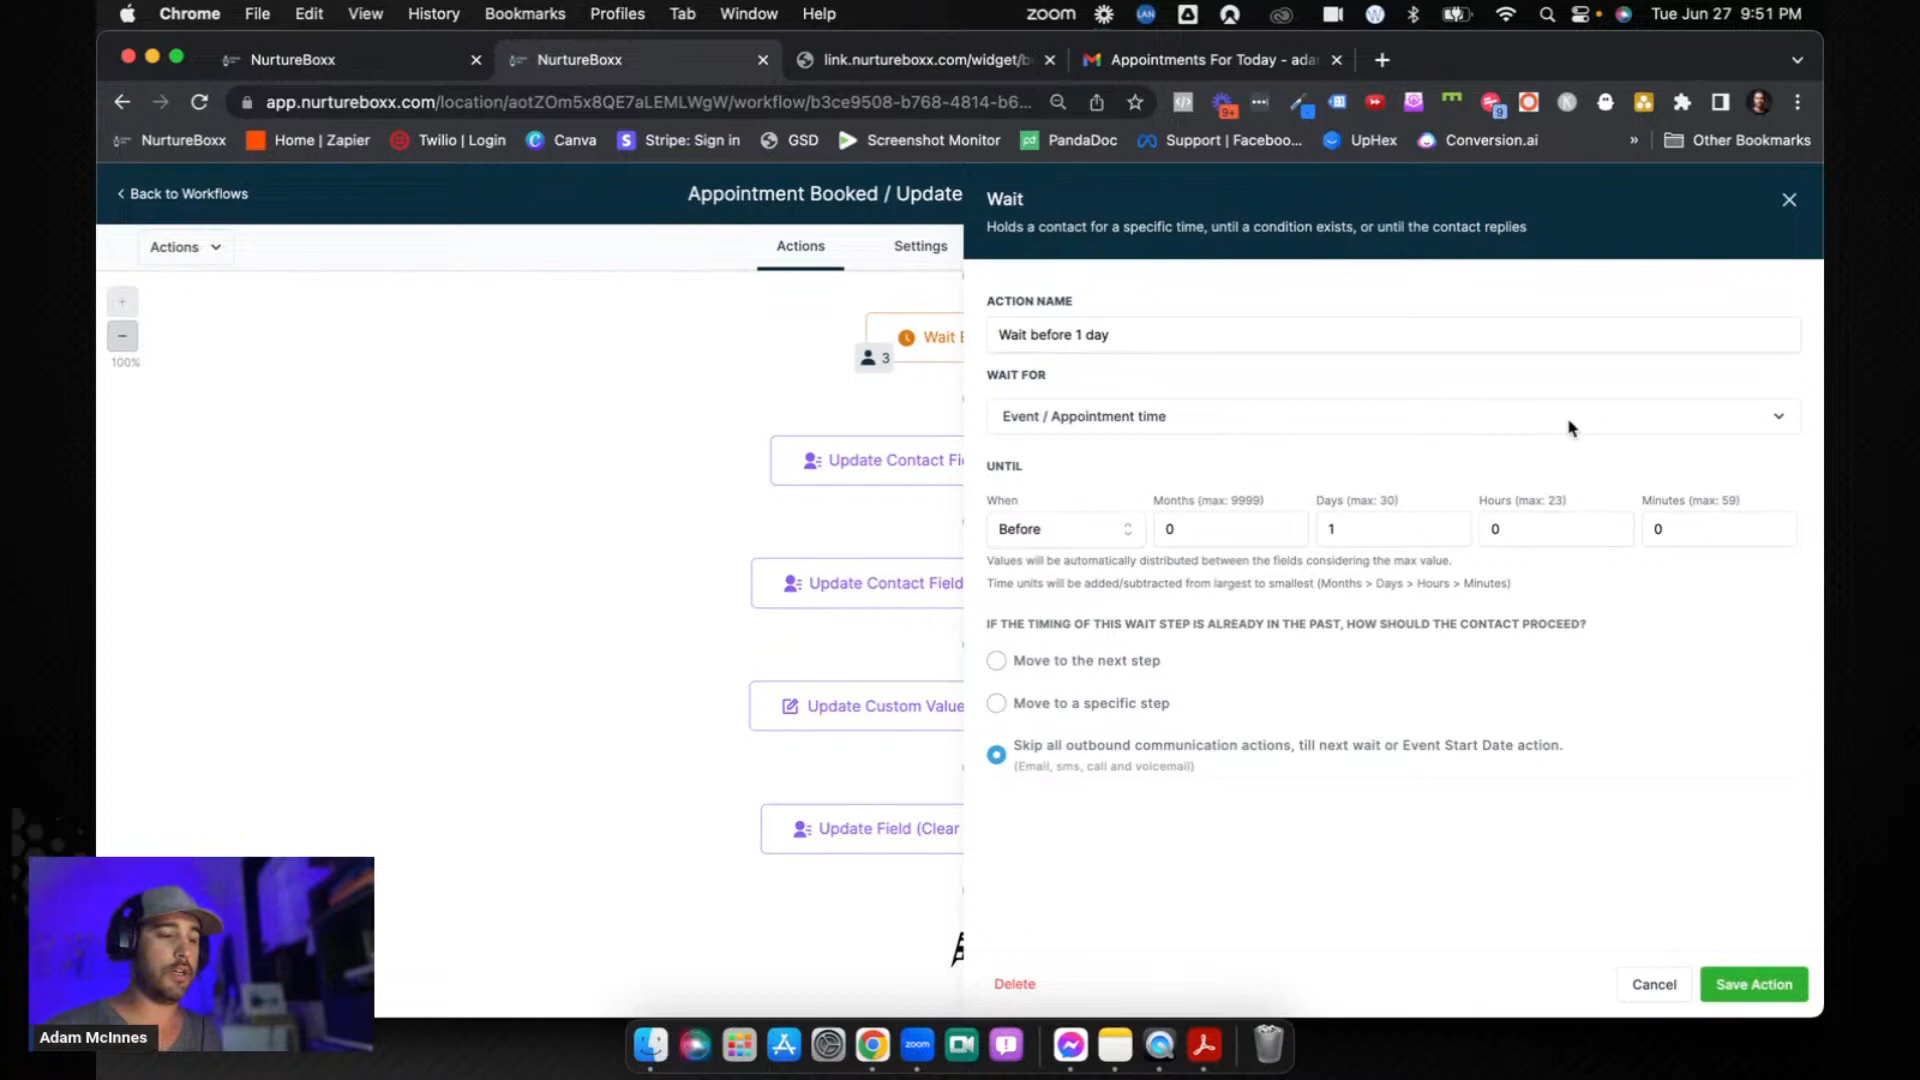 Chrome File Edit View History Bookmarks Profiles Tab Window Help zoom LAN Tue Jun 27 9:51 PM
NurtureBoxx NurtureBoxx link.nurtureboxx.com/widget/b Appointments For Today - ada
app.nurtureboxx.com/location/aotZOm5x8QE7aLEMLWgW/workflow/b3ce9508-b768-4814-b6... 9+ 9
NurtureBoxx Home | Zapier Twilio | Login Canva Stripe: Sign in GSD Screenshot Monitor PandaDoc Support | Faceboo... UpHex Conversion.ai » Other Bookmarks
Back to Workflows Appointment Booked / Update
Actions Actions Settings
100%
Wait
3
Update Contact Fi
Update Contact Field
Update Custom Value
Update Field (Clear
Wait
Holds a contact for a specific time, until a condition exists, or until the contact replies
ACTION NAME
Wait before 1 day
WAIT FOR
Event / Appointment time
UNTIL
When Months (max: 9999) Days (max: 30) Hours (max: 23) Minutes (max: 59)
Before 0 1 0 0
Values will be automatically distributed between the fields considering the max value.
Time units will be added/subtracted from largest to smallest (Months > Days > Hours > Minutes)
IF THE TIMING OF THIS WAIT STEP IS ALREADY IN THE PAST, HOW SHOULD THE CONTACT PROCEED?
Move to the next step
Move to a specific step
Skip all outbound communication actions, till next wait or Event Start Date action.
(Email, sms, call and voicemail)
Delete Cancel Save Action
Adam McInnes
zoom